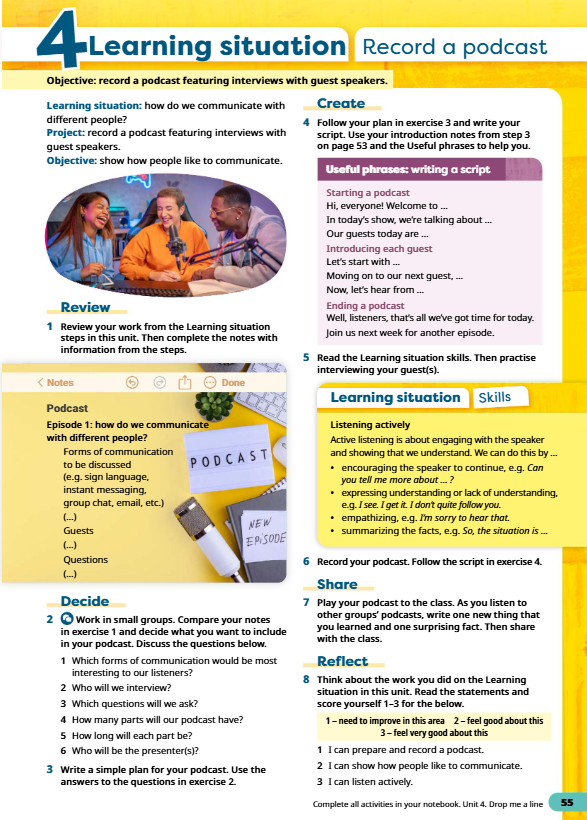 4 Learning situation Record a podcast
Objective: record a podcast featuring interviews with guest speakers.
Learning situation: how do we communicate with
different people?
Project: record a podcast featuring interviews with
guest speakers.
Objective: show how people like to communicate.
Review
1 Review your work from the Learning situation
steps in this unit. Then complete the notes with
information from the steps.
Notes
Done
Podcast
Episode 1: how do we communicate
with different people?
Forms of communication
to be discussed
(e.g. sign language,
instant messaging,
group chat, email, etc.)
(...)
Guests
(...)
Questions
(...)
PODCAST
NEW
EPISODE
Decide
2 Work in small groups. Compare your notes
in exercise 1 and decide what you want to include
in your podcast. Discuss the questions below.
1 Which forms of communication would be most
interesting to our listeners?
2 Who will we interview?
3 Which questions will we ask?
4 How many parts will our podcast have?
5 How long will each part be?
6 Who will be the presenter(s)?
3 Write a simple plan for your podcast. Use the
answers to the questions in exercise 2.
Create
4 Follow your plan in exercise 3 and write your
script. Use your introduction notes from step 3
on page 53 and the Useful phrases to help you.
Useful phrases: writing a script
Starting a podcast
Hi, everyone! Welcome to ...
In today's show, we're talking about ...
Our guests today are ...
Introducing each guest
Let's start with ...
Moving on to our next guest, ...
Now, let's hear from ...
Ending a podcast
Well, listeners, that's all we've got time for today.
Join us next week for another episode.
5 Read the Learning situation skills. Then practise
interviewing your guest(s).
Learning situation Skills
Listening actively
Active listening is about engaging with the speaker
and showing that we understand. We can do this by ...
• encouraging the speaker to continue, e.g. Can
you tell me more about ... ?
• expressing understanding or lack of understanding,
e.g. I see. I get it. I don't quite follow you.
• empathizing, e.g. I'm sorry to hear that.
• summarizing the facts, e.g. So, the situation is ...
6 Record your podcast. Follow the script in exercise 4.
Share
7 Play your podcast to the class. As you listen to
other groups' podcasts, write one new thing that
you learned and one surprising fact. Then share
with the class.
Reflect
8 Think about the work you did on the Learning
situation in this unit. Read the statements and
score yourself 1–3 for the below.
1 – need to improve in this area 2 – feel good about this
3 – feel very good about this
1 I can prepare and record a podcast.
2 I can show how people like to communicate.
3 I can listen actively.
Complete all activities in your notebook. Unit 4. Drop me a line 55